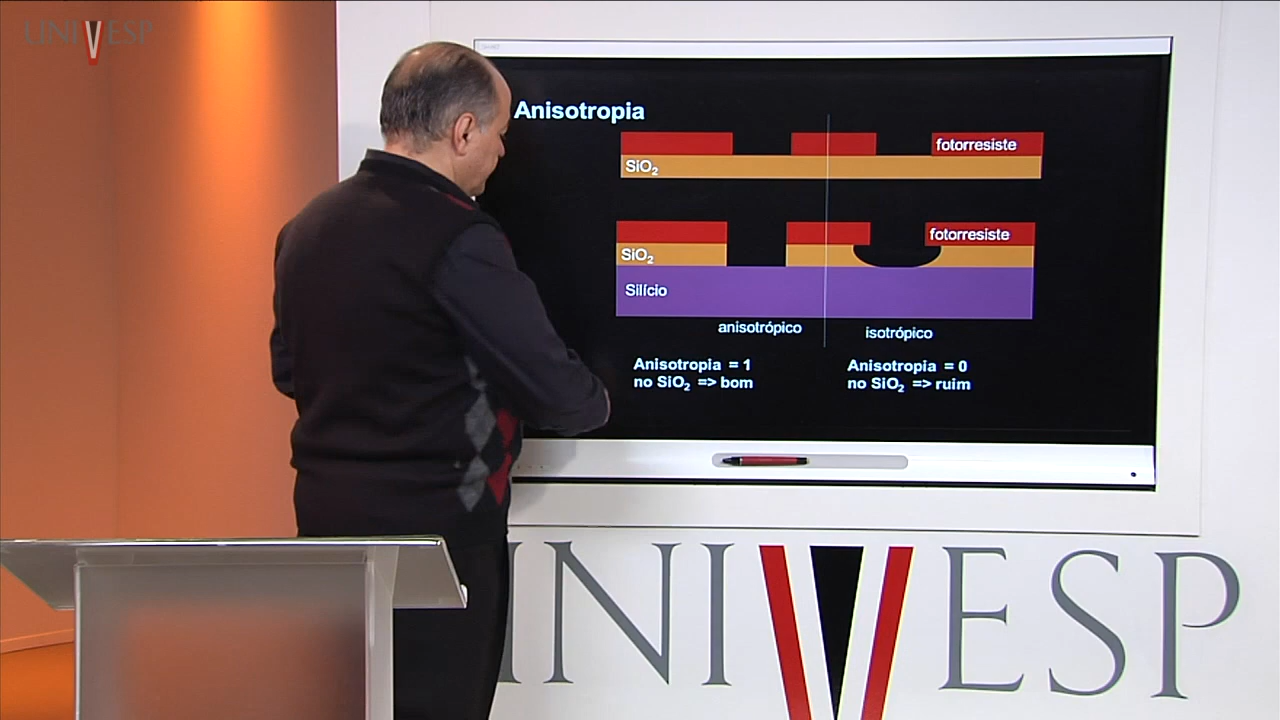 UNIVESP
Anisotropia
fotorresiste
SiO2
fotorresiste
SiO2
Silício
anisotrópico
isotrópico
Anisotropia = 1
no SiO2 => bom
Anisotropia = 0
no SiO2 => ruim
UNIVESP